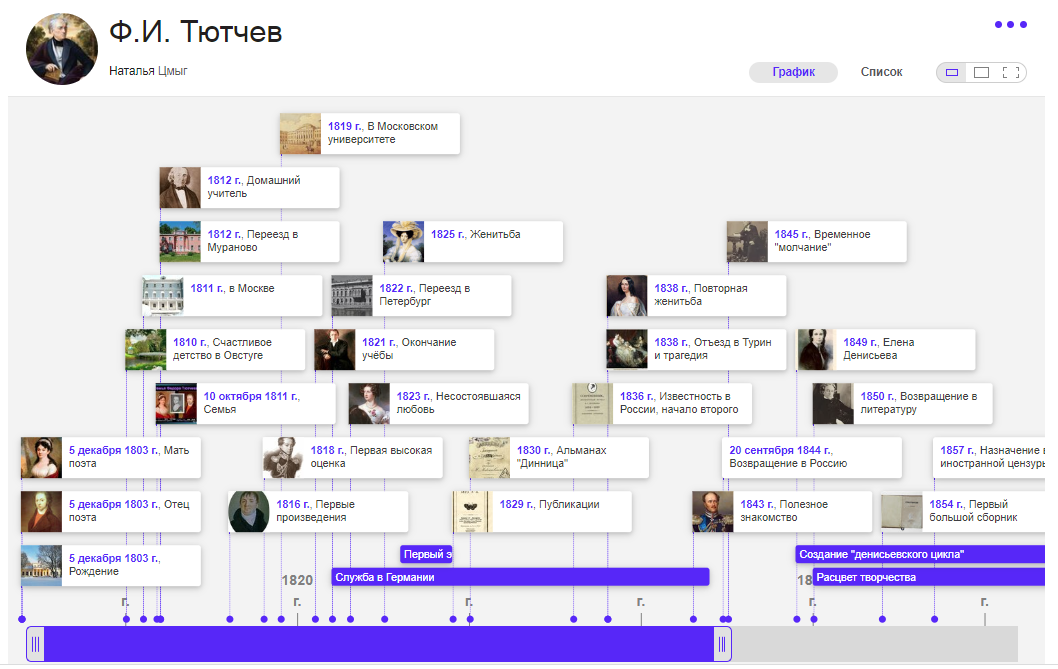 Ф.И. Тютчев
Наталья Цмыг
График
Список
1819 г., В Московском
университете
1812 г., Домашний
учитель
1812 г., Переезд в
Мураново
1825 г., Женитьба
1845 г., Временное
"молчание"
1811 г., в Москве
1822 г., Переезд в
Петербург
1838 г., Повторная
женитьба
1810 г., Счастливое
детство в Овстуге
1821 г., Окончание
учёбы
1838 г., Отъезд в Турин
и трагедия
1849 г., Елена
Денисьева
10 октября 1811 г.,
Семья
1823 г., Несостоявшаяся
любовь
1836 г., Известность в
России, начало второго
1850 г., Возвращение в
литературу
5 декабря 1803 г., Мать
поэта
1818 г., Первая высокая
оценка
1830 г., Альманах
"Динница"
20 сентября 1844 г.,
Возвращение в Россию
1857 г., Назначение в
иностранной цензуры
5 декабря 1803 г., Отец
поэта
1816 г., Первые
произведения
1829 г., Публикации
1843 г., Полезное
знакомство
1854 г., Первый
большой сборник
5 декабря 1803 г.,
Рождение
Первый э
Создание "денисьевского цикла"
Служба в Германии
Расцвет творчества
1820
18
г.
г.
г.
г.
г.
г.